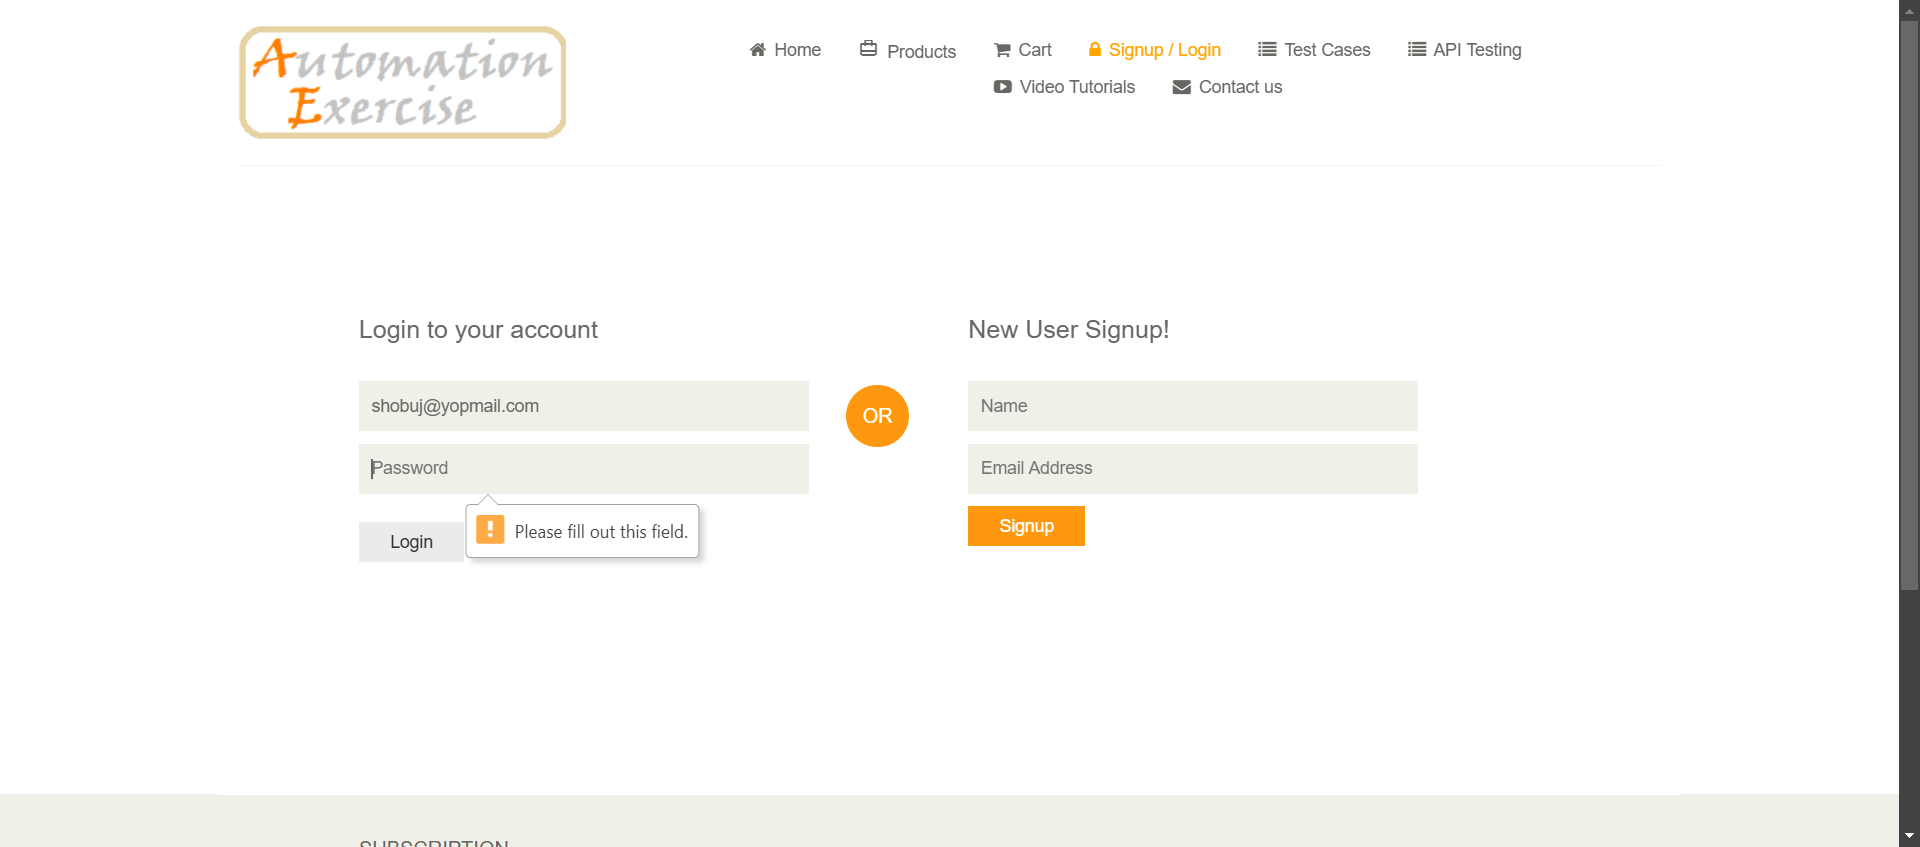 Automation
Exercise
Home Products Cart Signup / Login Test Cases API Testing
Video Tutorials Contact us
Login to your account
shobuj@yopmail.com
Password
Please fill out this field.
Login
OR
New User Signup!
Name
Email Address
Signup
SUBSCRIPTION